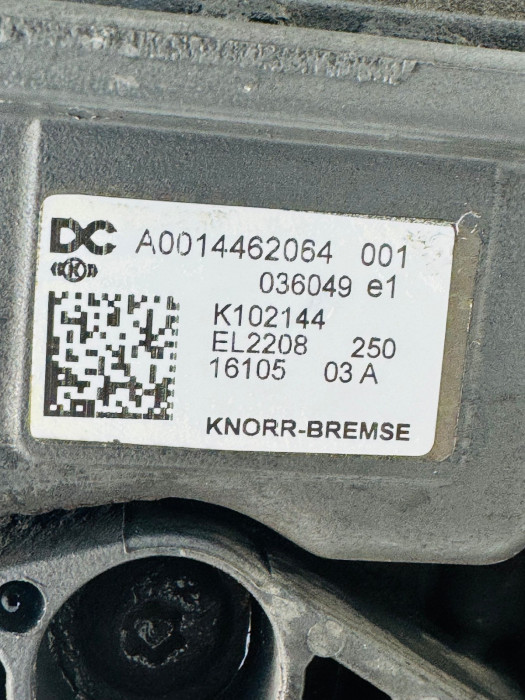 DC A0014462064 001
K 036049 e1
K102144
EL2208 250
16105 03 A
KNORR-BREMSE